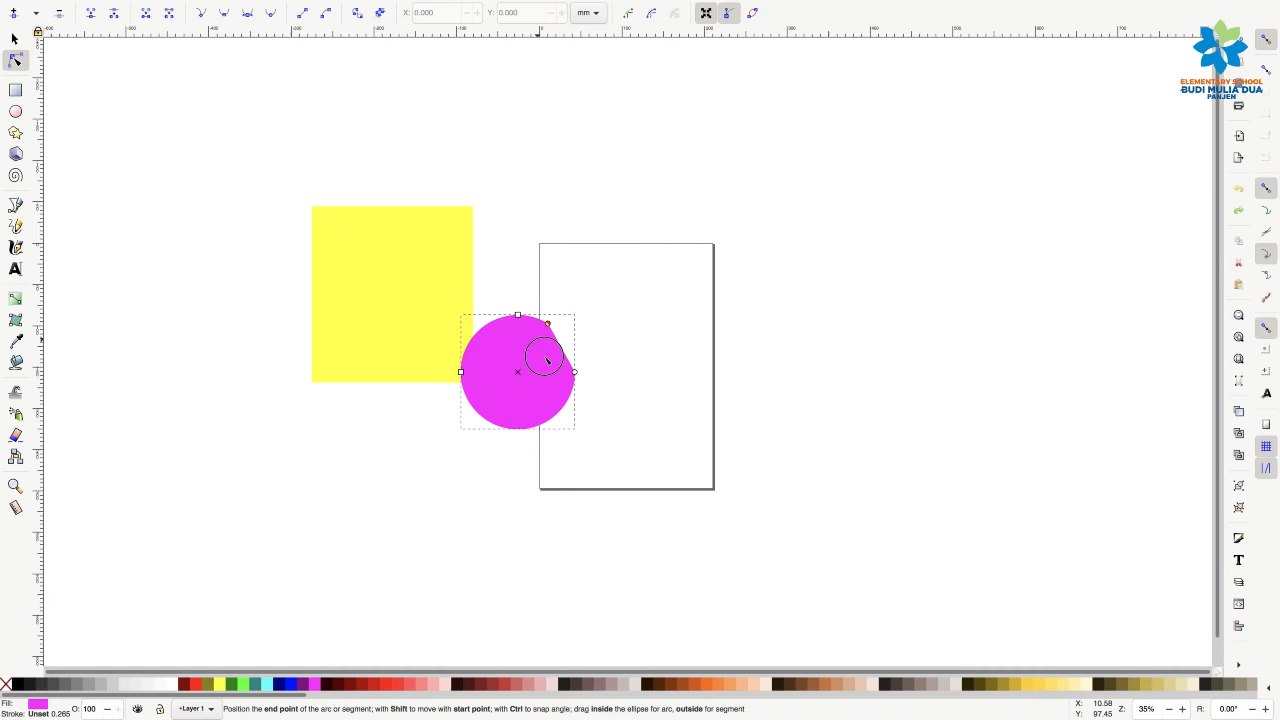 X: 0.000 Y: 0.000 mm
ELEMENTARY SCHOOL
BUDI MULIA DUA
PANJEN
Fill:
Stroke: Unset 0.265
O: 100
Layer 1
Position the end point of the arc or segment; with Shift to move with start point; with Ctrl to snap angle; drag inside the ellipse for arc, outside for segment
X: 10.58
Y: 97.45
Z: 35%
R: 0.00°